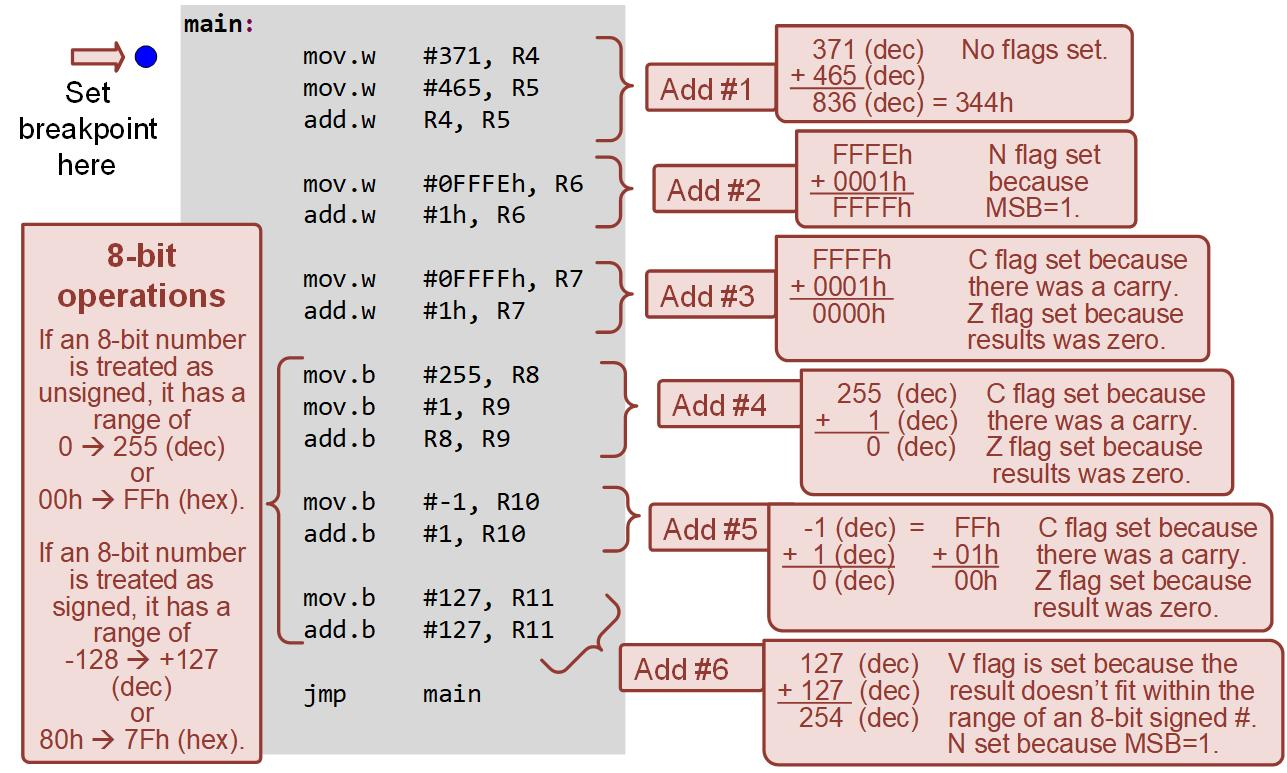 main:
mov.w #371, R4
mov.w #465, R5
add.w R4, R5
mov.w #0FFFEh, R6
add.w #1h, R6
mov.w #0FFFFh, R7
add.w #1h, R7
mov.b #255, R8
mov.b #1, R9
add.b R8, R9
mov.b #-1, R10
add.b #1, R10
mov.b #127, R11
add.b #127, R11
jmp main
Set
breakpoint
here
8-bit
operations
If an 8-bit number
is treated as
unsigned, it has a
range of
0 → 255 (dec)
or
00h → FFh (hex).
If an 8-bit number
is treated as
signed, it has a
range of
-128 → +127
(dec)
or
80h → 7Fh (hex).
Add #1
371 (dec) No flags set.
+ 465 (dec)
836 (dec) = 344h
Add #2
FFFEh N flag set
+ 0001h because
FFFFh MSB=1.
Add #3
FFFFh C flag set because
+ 0001h there was a carry.
0000h Z flag set because
results was zero.
Add #4
255 (dec) C flag set because
+ 1 (dec) there was a carry.
0 (dec) Z flag set because
results was zero.
Add #5
-1 (dec) = FFh C flag set because
+ 1 (dec) + 01h there was a carry.
0 (dec) 00h Z flag set because
result was zero.
Add #6
127 (dec) V flag is set because the
+ 127 (dec) result doesn't fit within the
254 (dec) range of an 8-bit signed #.
N set because MSB=1.